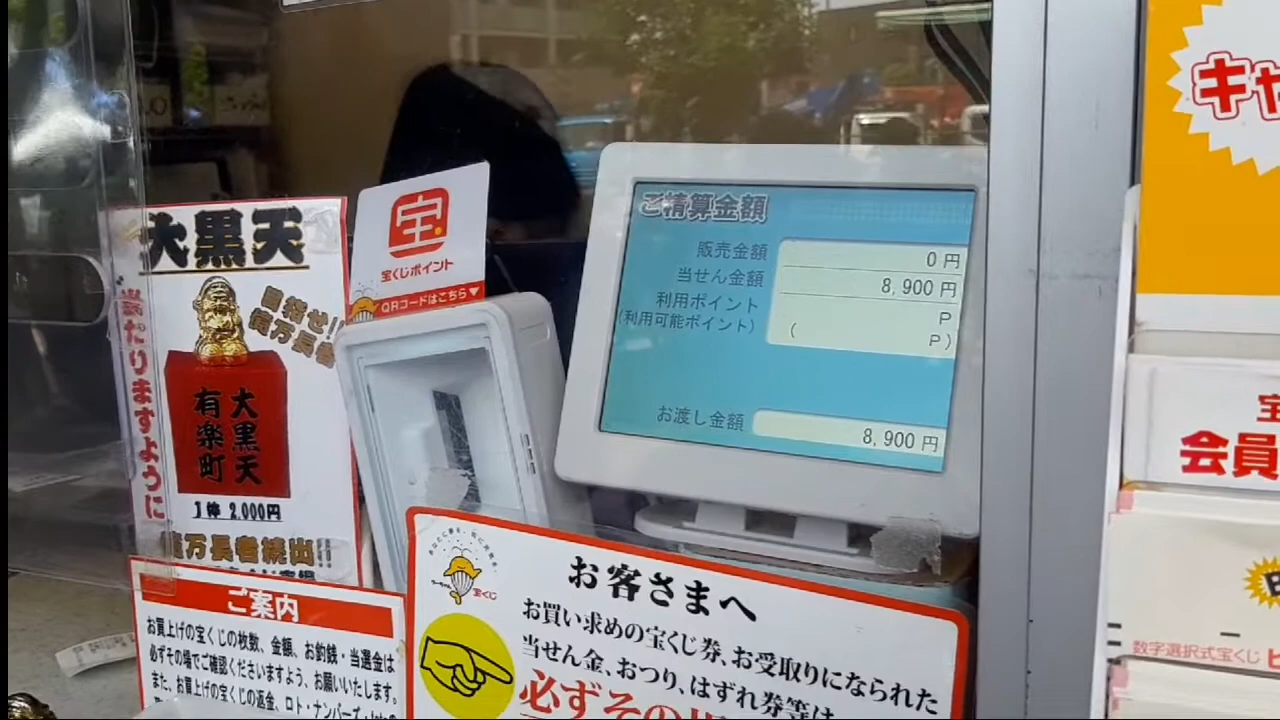 大黒天
当たりますように
億万長者
大黒天
有楽町
1体 2,000円
億万長者続出!!
宝
宝くじポイント
QRコードはこちら▼
ご精算金額
販売金額 0 円
当せん金額 8,900 円
利用ポイント P
(利用可能ポイント) ( P)
お渡し金額 8,900 円
ご案内
お買上げの宝くじの枚数、金額、お釣銭・当選金は
必ずその場でご確認くださいますよう、お願いいたします。
また、お買上げの宝くじの返金、ロト・ナンバーズ
宝くじ
お客さまへ
お買い求めの宝くじ券、お受取りになられた
当せん金、おつり、はずれ券等は
必ずその場
キャ
宝
会員
数字選択式宝くじ